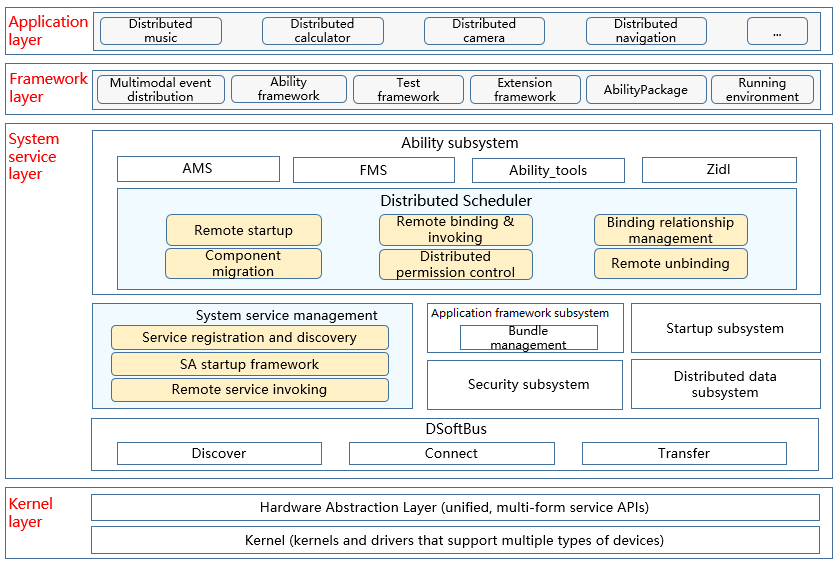 Application
layer
Distributed
music
Distributed
calculator
Distributed
camera
Distributed
navigation
...
Framework
layer
Multimodal event
distribution
Ability
framework
Test
framework
Extension
framework
AbilityPackage
Running
environment
System
service
layer
Ability subsystem
AMS
FMS
Ability_tools
Zidl
Distributed Scheduler
Remote startup
Remote binding &
invoking
Binding relationship
management
Component
migration
Distributed
permission control
Remote unbinding
System service management
Service registration and discovery
SA startup framework
Remote service invoking
Application framework subsystem
Bundle
management
Startup subsystem
Security subsystem
Distributed data
subsystem
DSoftBus
Discover
Connect
Transfer
Kernel
layer
Hardware Abstraction Layer (unified, multi-form service APIs)
Kernel (kernels and drivers that support multiple types of devices)